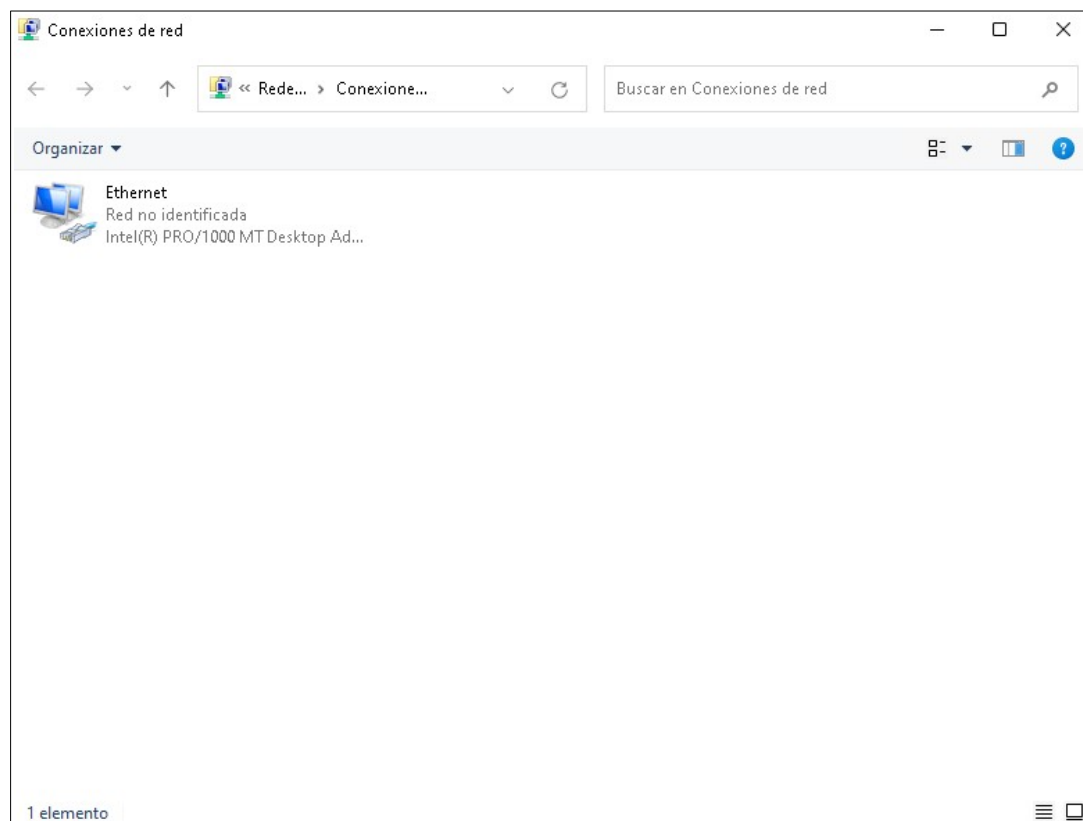 Conexiones de red
« Rede... › Conexione...
Buscar en Conexiones de red
Organizar
Ethernet
Red no identificada
Intel(R) PRO/1000 MT Desktop Ad...
1 elemento